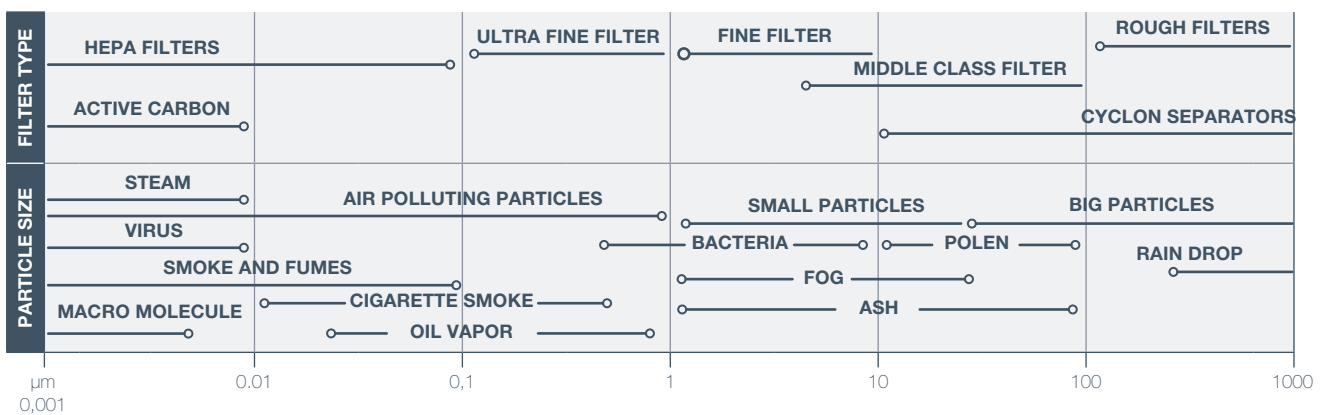 FILTER TYPE
HEPA FILTERS
ULTRA FINE FILTER
FINE FILTER
ROUGH FILTERS
MIDDLE CLASS FILTER
ACTIVE CARBON
CYCLON SEPARATORS
PARTICLE SIZE
STEAM
AIR POLLUTING PARTICLES
SMALL PARTICLES
BIG PARTICLES
VIRUS
BACTERIA
POLEN
RAIN DROP
SMOKE AND FUMES
FOG
MACRO MOLECULE
CIGARETTE SMOKE
ASH
OIL VAPOR
µm
0,001
0.01
0,1
1
10
100
1000